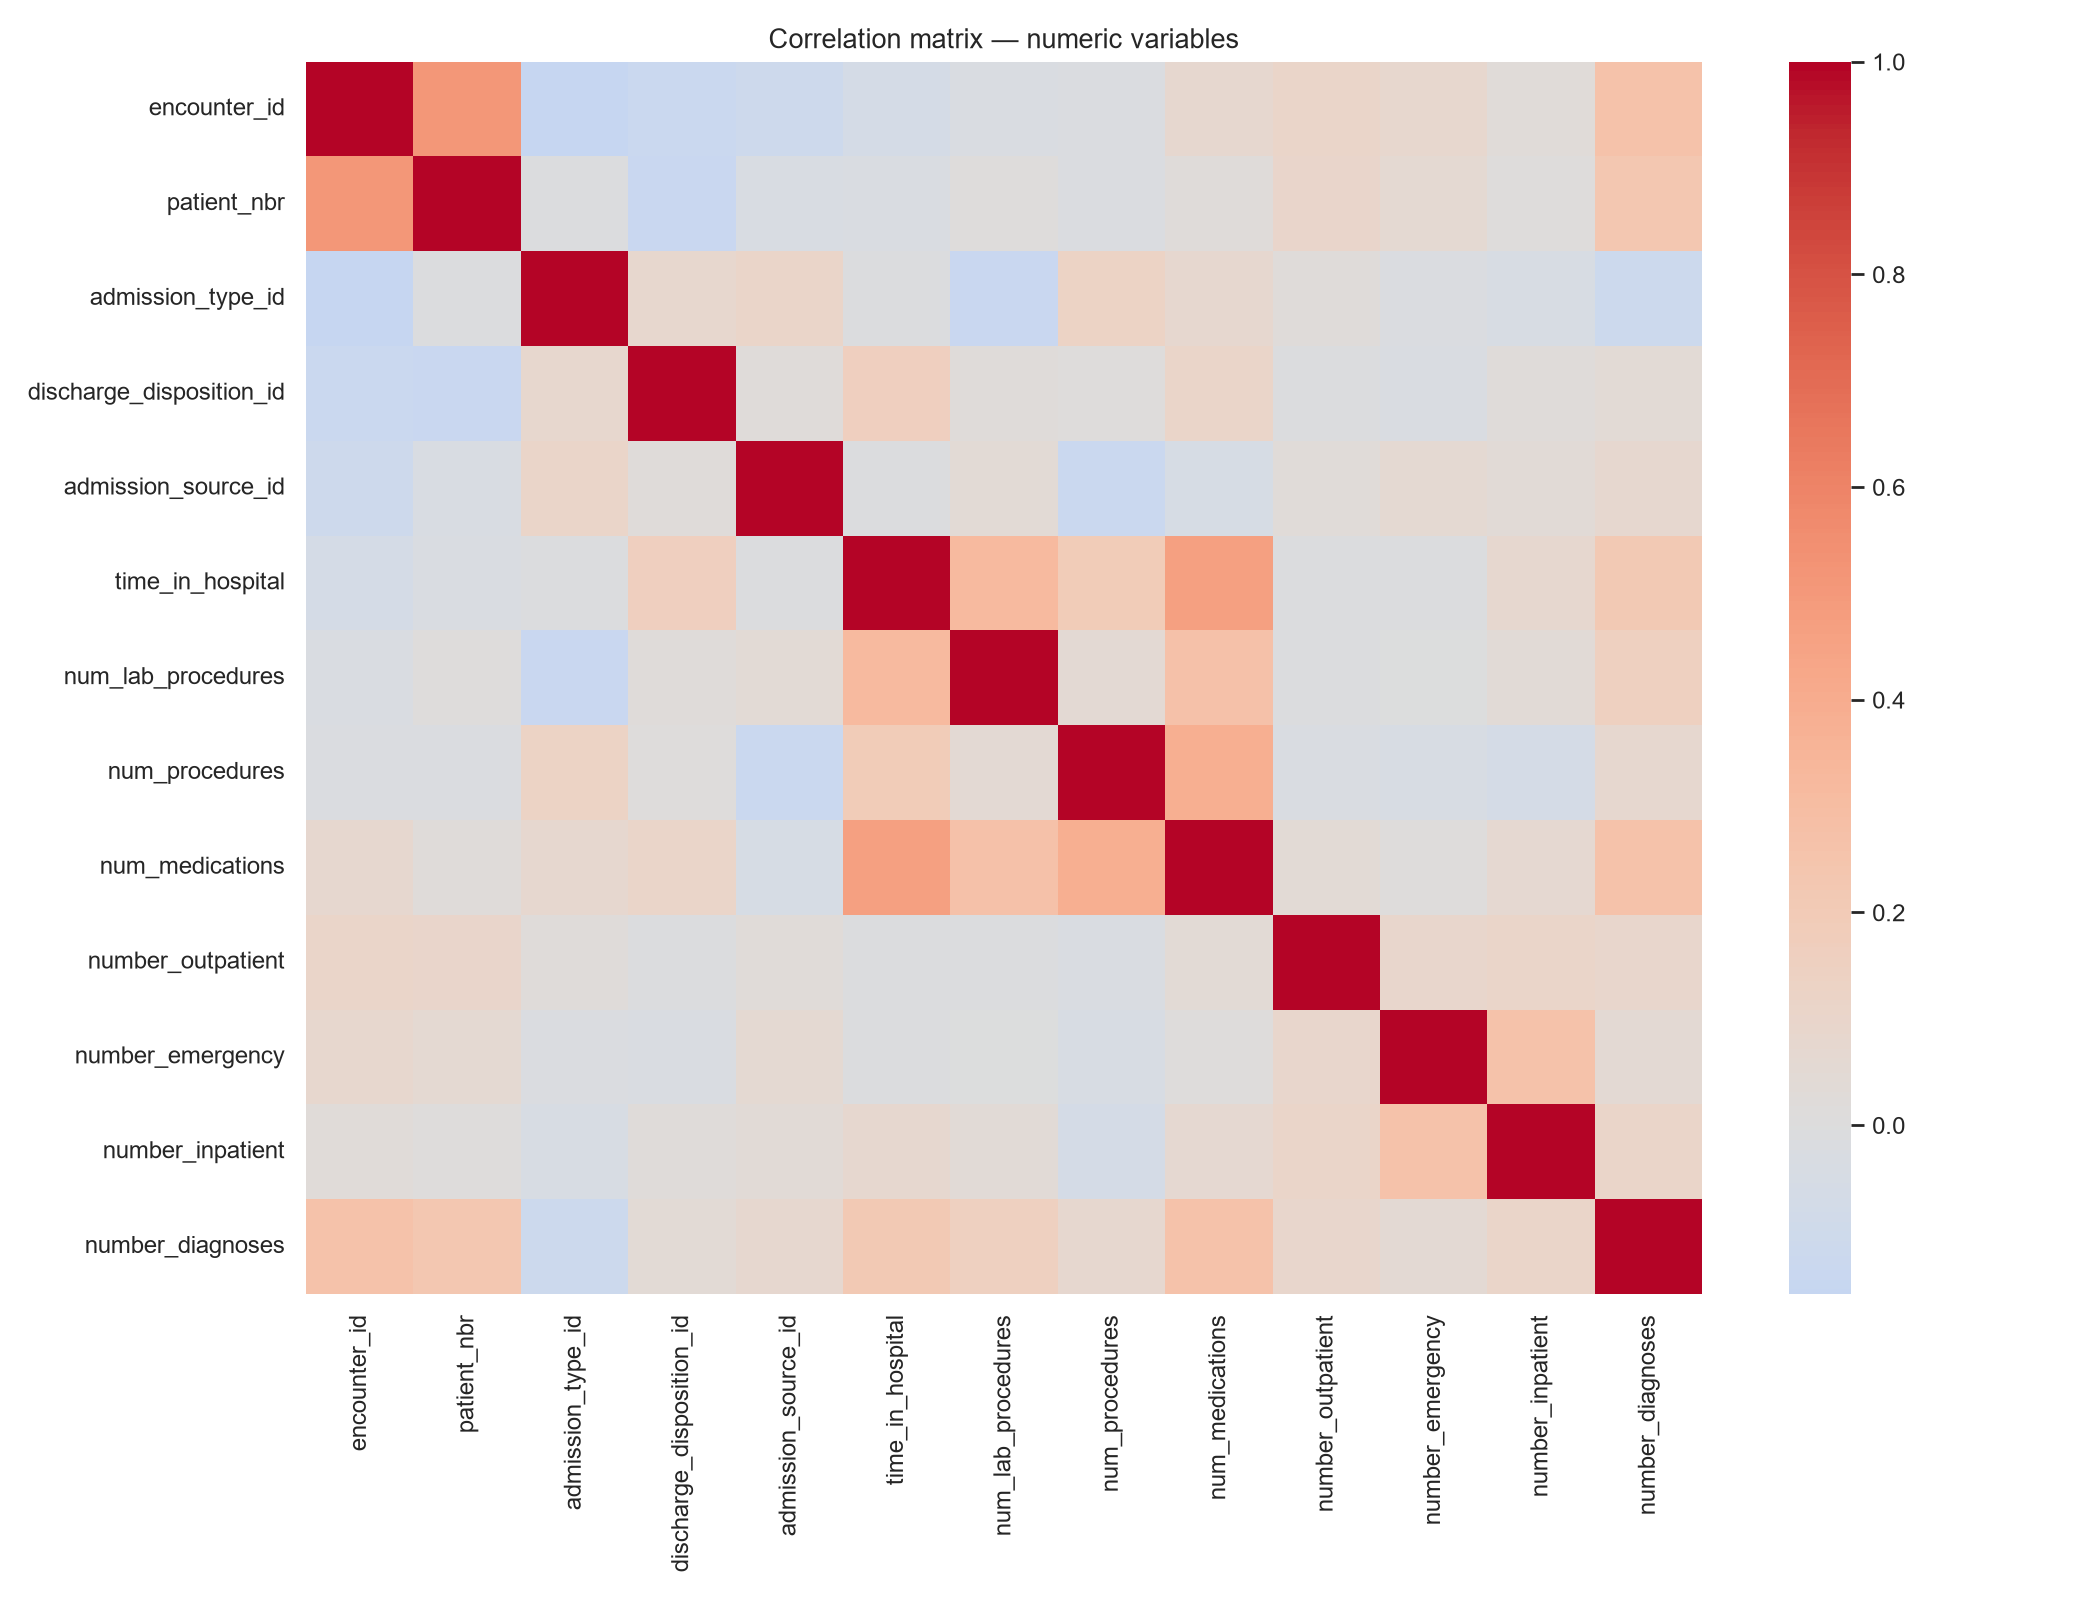 Correlation matrix — numeric variables
encounter_id
patient_nbr
admission_type_id
discharge_disposition_id
admission_source_id
time_in_hospital
num_lab_procedures
num_procedures
num_medications
number_outpatient
number_emergency
number_inpatient
number_diagnoses
encounter_id
patient_nbr
admission_type_id
discharge_disposition_id
admission_source_id
time_in_hospital
num_lab_procedures
num_procedures
num_medications
number_outpatient
number_emergency
number_inpatient
number_diagnoses
1.0
0.8
0.6
0.4
0.2
0.0